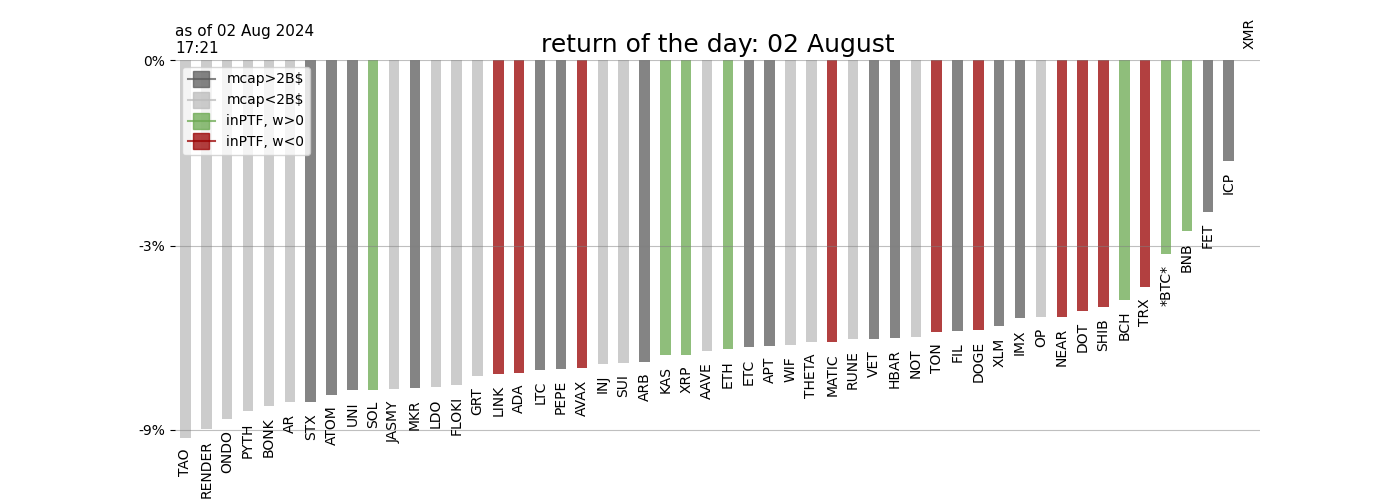 as of 02 Aug 2024
17:21
return of the day: 02 August
XMR
0%
-3%
-9%
mcap>2B$
mcap<2B$
inPTF, w>0
inPTF, w<0
TAO
RENDER
ONDO
PYTH
BONK
AR
STX
ATOM
UNI
SOL
JASMY
MKR
LDO
FLOKI
GRT
LINK
ADA
LTC
PEPE
AVAX
INJ
SUI
ARB
KAS
XRP
AAVE
ETH
ETC
APT
WIF
THETA
MATIC
RUNE
VET
HBAR
NOT
TON
FIL
DOGE
XLM
IMX
OP
NEAR
DOT
SHIB
BCH
TRX
*BTC*
BNB
FET
ICP